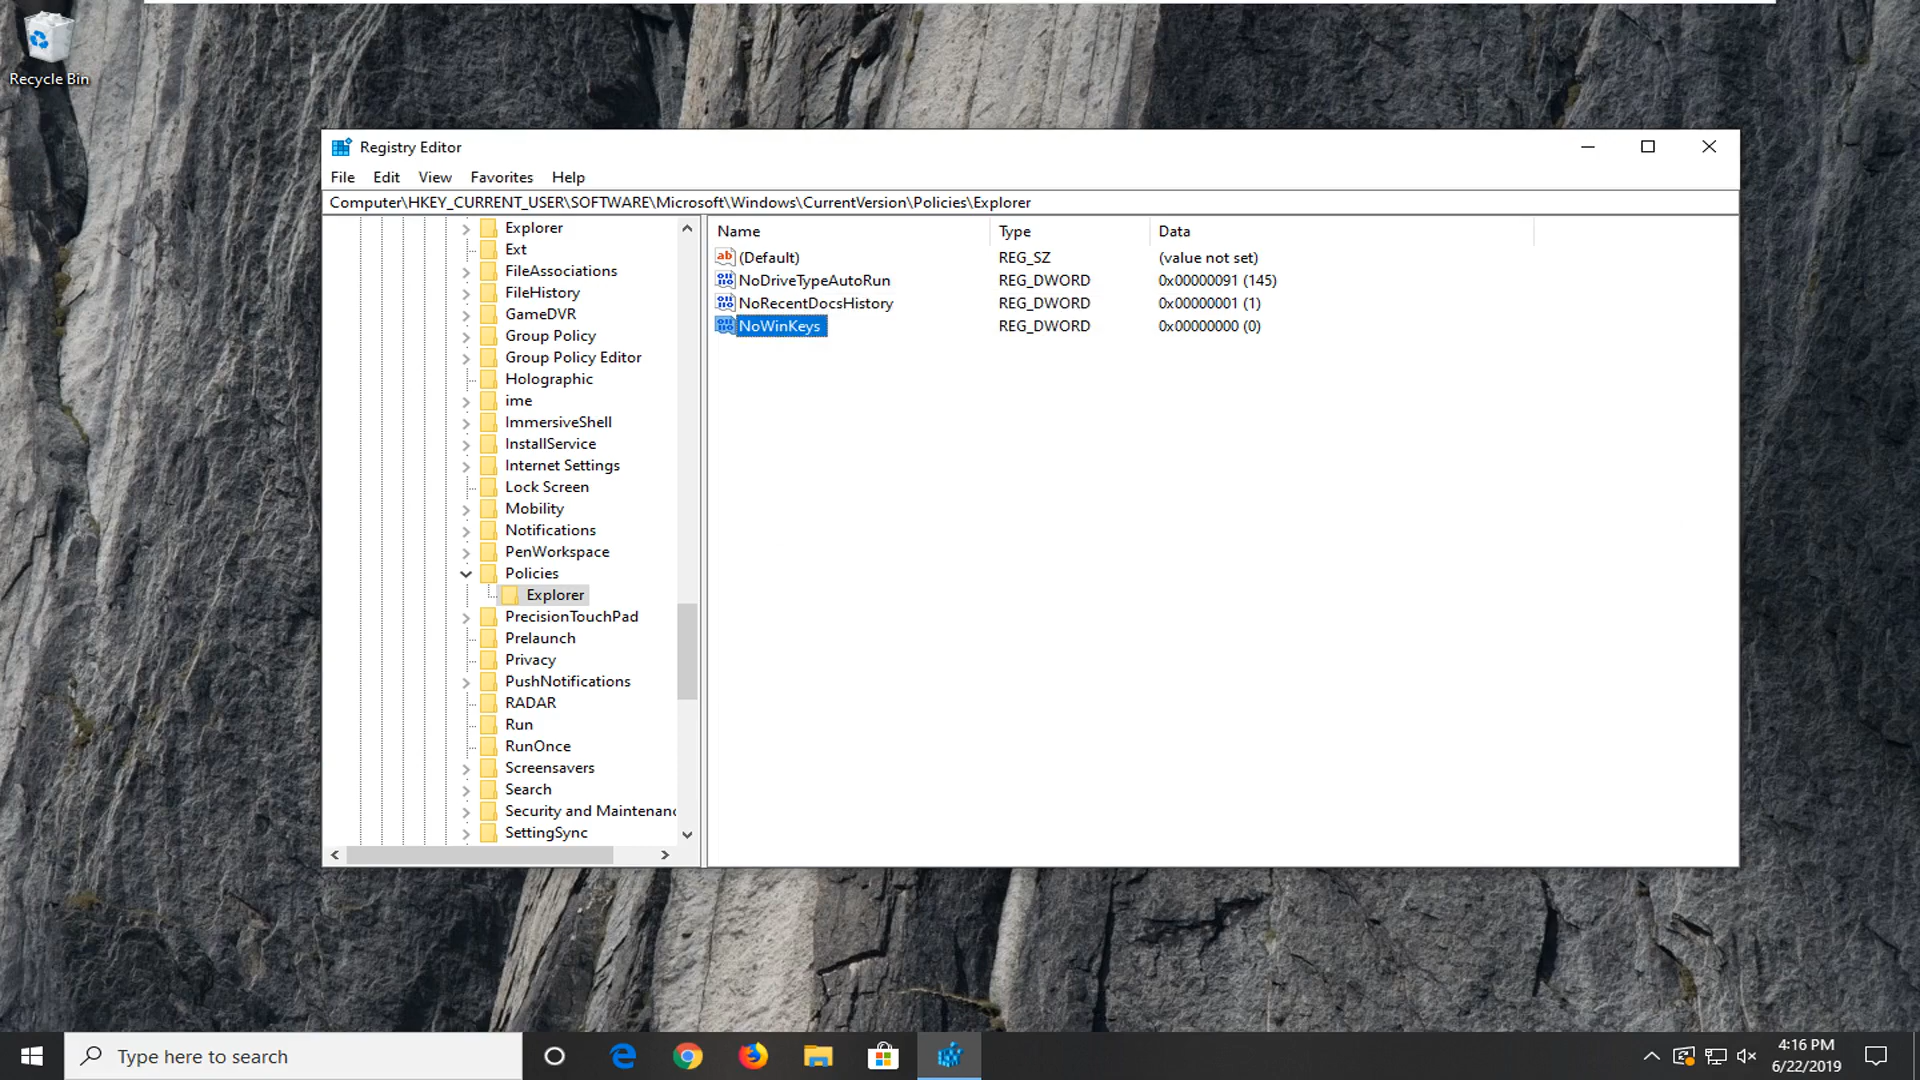 Recycle Bin
Registry Editor
File Edit View Favorites Help
Computer\HKEY_CURRENT_USER\SOFTWARE\Microsoft\Windows\CurrentVersion\Policies\Explorer
Explorer
Ext
FileAssociations
FileHistory
GameDVR
Group Policy
Group Policy Editor
Holographic
ime
ImmersiveShell
InstallService
Internet Settings
Lock Screen
Mobility
Notifications
PenWorkspace
Policies
Explorer
PrecisionTouchPad
Prelaunch
Privacy
PushNotifications
RADAR
Run
RunOnce
Screensavers
Search
Security and Maintenanc
SettingSync
Name Type Data
(Default) REG_SZ (value not set)
NoDriveTypeAutoRun REG_DWORD 0x00000091 (145)
NoRecentDocsHistory REG_DWORD 0x00000001 (1)
NoWinKeys REG_DWORD 0x00000000 (0)
Type here to search
4:16 PM
6/22/2019